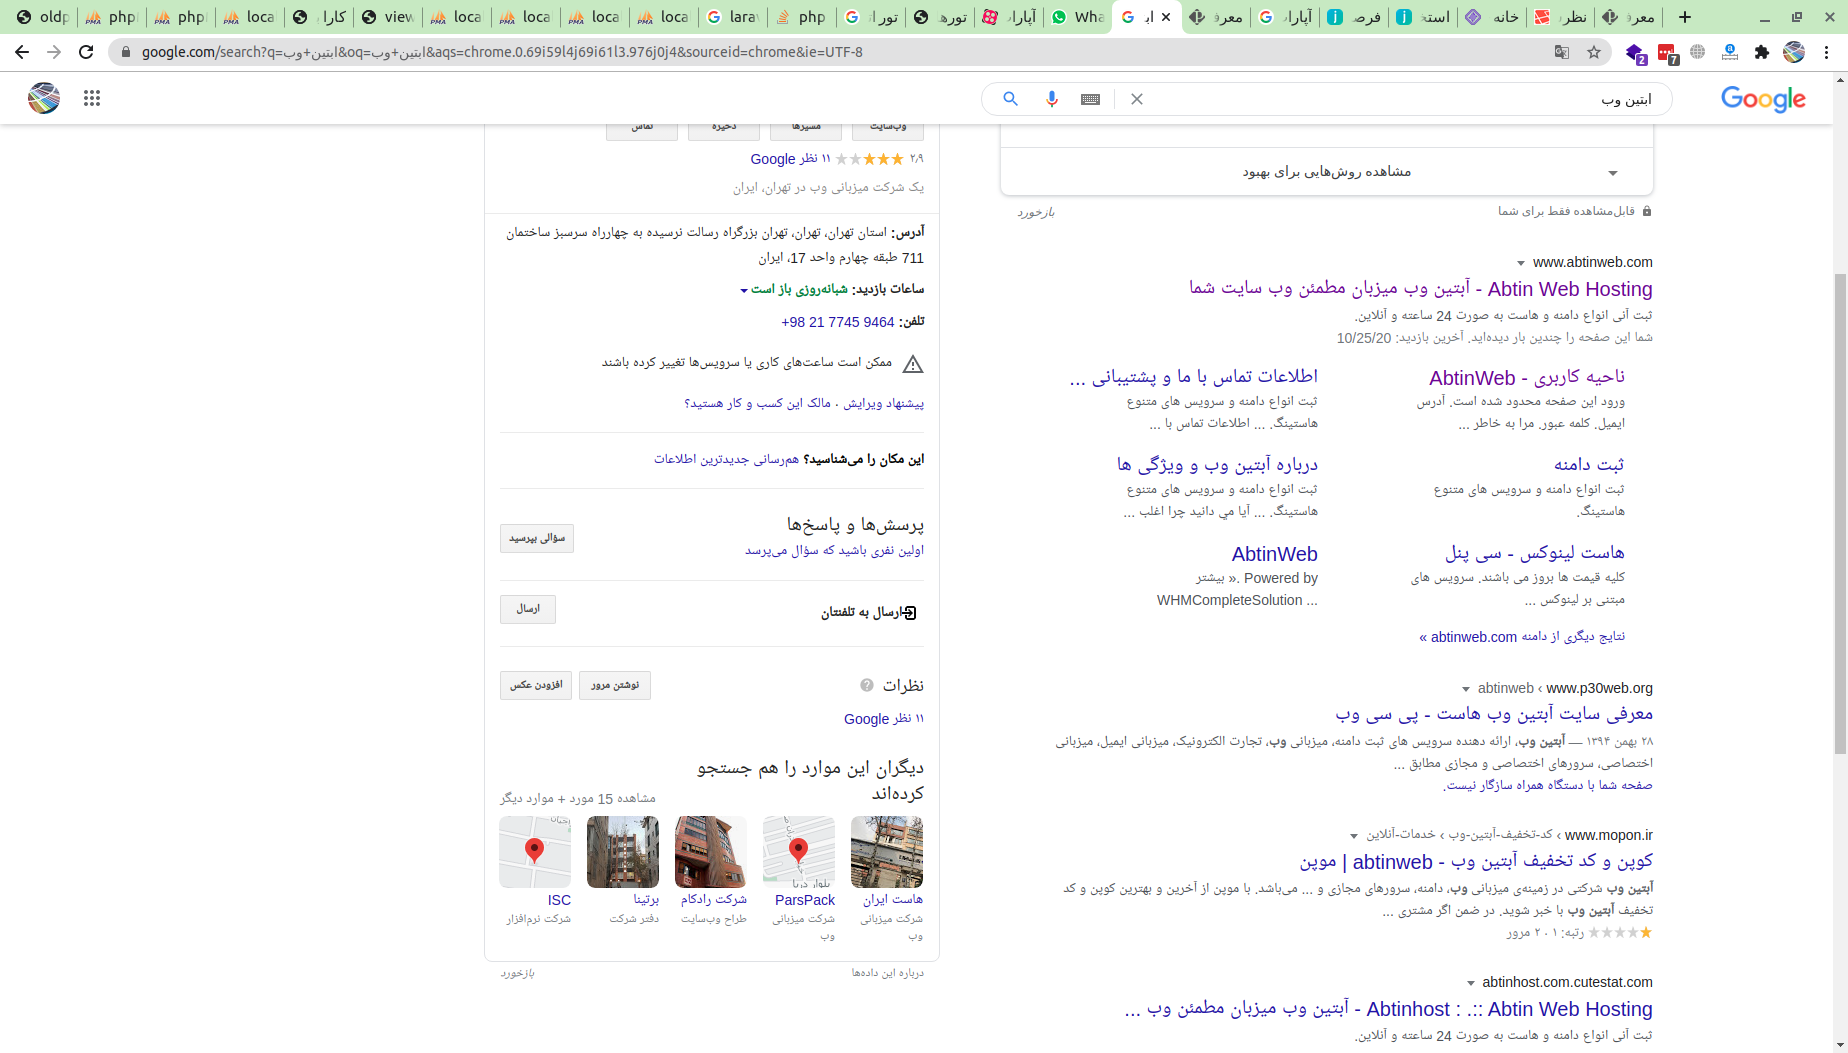 oldp
php
loca
کارا
view
loca
loca
loca
loca
larav
php
تور
تورهـ
آپارات
Wha
ابـ
معرفـ
آپارات
فرصـ
استخـ
خانه
نظر
معرفـ
google.com/search?q=ابتین+وب&oq=ابتین+وب&aqs=chrome.0.69i59l4j69i61l3.976j0j4&sourceid=chrome&ie=UTF-8
2
7
Google
ابتین وب
مشاهده روش‌هایی برای بهبود
قابل‌مشاهده فقط برای شما
بازخورد
www.abtinweb.com
Abtin Web Hosting - آبتین وب میزبان مطمئن وب سایت شما
ثبت آنی انواع دامنه و هاست به صورت 24 ساعته و آنلاین.
شما این صفحه را چندین بار دیده‌اید. آخرین بازدید: 10/25/20
ناحیه کاربری - AbtinWeb
ورود این صفحه محدود شده است. آدرس
ایمیل. کلمه عبور. مرا به خاطر ...
اطلاعات تماس با ما و پشتیبانی ...
ثبت انواع دامنه و سرویس های متنوع
هاستینگ. ... اطلاعات تماس با ...
ثبت دامنه
ثبت انواع دامنه و سرویس های متنوع
هاستینگ.
درباره آبتین وب و ویژگی ها
ثبت انواع دامنه و سرویس های متنوع
هاستینگ. ... آیا مي دانید چرا اغلب ...
هاست لینوکس - سی پنل
کلیه قیمت ها بروز می باشند. سرویس های
مبتنی بر لینوکس ...
AbtinWeb
بیشتر ». Powered by
WHMCompleteSolution ...
نتایج دیگری از دامنه abtinweb.com »
www.p30web.org › abtinweb
معرفی سایت آبتین وب هاست - پی سی وب
۲۸ بهمن ۱۳۹۴ — آبتین وب، ارائه دهنده سرویس های ثبت دامنه، میزبانی وب، تجارت الکترونیک، میزبانی ایمیل، میزبانی
اختصاصی، سرورهای اختصاصی و مجازی مطابق ...
صفحه شما با دستگاه همراه سازگار نیست.
www.mopon.ir › کد-تخفیف-آبتین-وب › خدمات-آنلاین
کوپن و کد تخفیف آبتین وب - abtinweb | موپن
آبتین وب شرکتی در زمینه‌ی میزبانی وب، دامنه، سرورهای مجازی و ... می‌باشد. با موپن از آخرین و بهترین کوپن و کد
تخفیف آبتین وب با خبر شوید. در ضمن اگر مشتری ...
رتبه: ۱ · ۲۰ مرور
abtinhost.com.cutestat.com
Abtinhost : .:: Abtin Web Hosting - آبتین وب میزبان مطمئن وب ...
ثبت آنی انواع دامنه و هاست به صورت 24 ساعته و آنلاین.
وب‌سایت
مسیرها
ذخیره
تماس
۲٫۹
۱۱ نظر Google
یک شرکت میزبانی وب در تهران، ایران
آدرس: استان تهران، تهران، تهران بزرگراه رسالت نرسیده به چهارراه سرسبز ساختمان
711 طبقه چهارم واحد 17، ایران
ساعات بازدید: شبانه‌روزی باز است
تلفن: +98 21 7745 9464
ممکن است ساعت‌های کاری یا سرویس‌ها تغییر کرده باشند
پیشنهاد ویرایش · مالک این کسب و کار هستید؟
این مکان را می‌شناسید؟ هم‌رسانی جدیدترین اطلاعات
پرسش‌ها و پاسخ‌ها
سؤالی بپرسید
اولین نفری باشید که سؤال می‌پرسد
ارسال به تلفنتان
ارسال
نظرات
نوشتن مرور
افزودن عکس
۱۱ نظر Google
دیگران این موارد را هم جستجو
کرده‌اند
مشاهده 15 مورد + موارد دیگر
هاست ایران
شرکت میزبانی
وب
ParsPack
شرکت میزبانی
وب
شرکت رادکام
طراح وب‌سایت
برتینا
دفتر شرکت
ISC
شرکت نرم‌افزار
درباره این داده‌ها
بازخورد